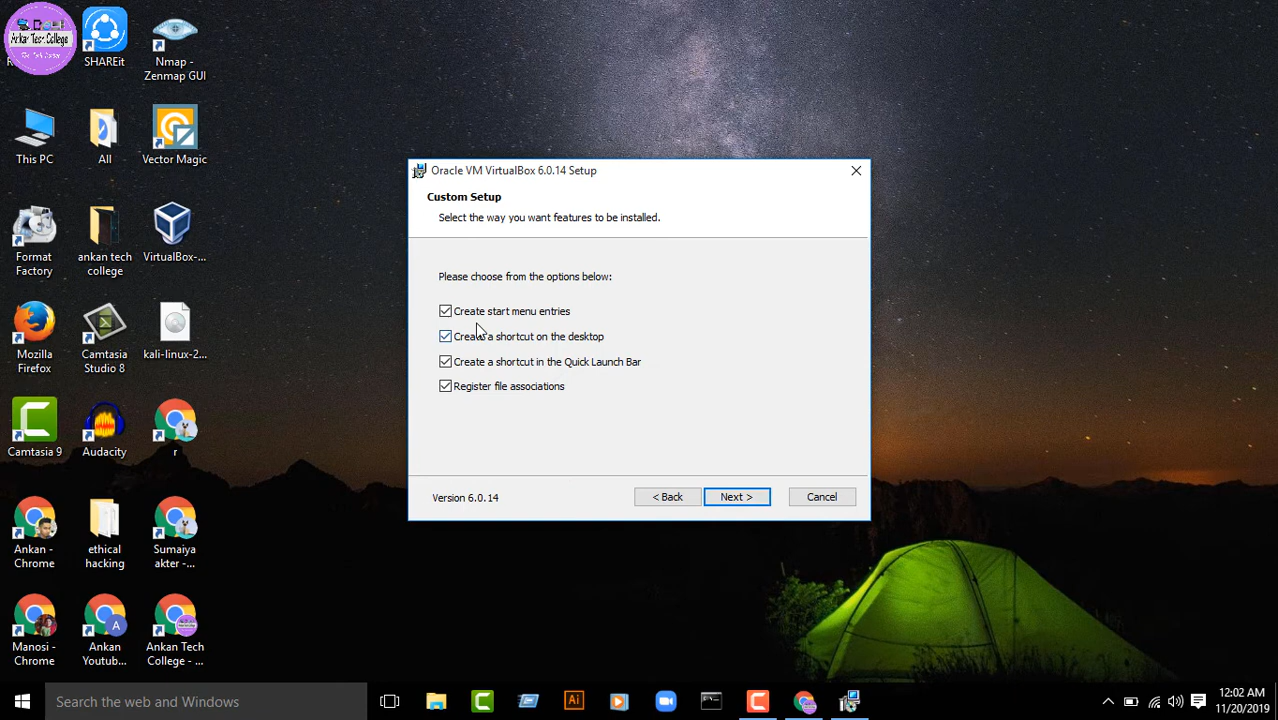 Ankar Tech College
SHAREit
Nmap -
Zenmap GUI
This PC
All
Vector Magic
Format
Factory
ankan tech
college
VirtualBox-...
Mozilla
Firefox
Camtasia
Studio 8
kali-linux-2...
Camtasia 9
Audacity
r
Ankan -
Chrome
ethical
hacking
Sumaiya
akter - ...
Manosi -
Chrome
A
Ankan
Youtub...
Ankan Tech
College - ...
Oracle VM VirtualBox 6.0.14 Setup
Custom Setup
Select the way you want features to be installed.
Please choose from the options below:
Create start menu entries
Create a shortcut on the desktop
Create a shortcut in the Quick Launch Bar
Register file associations
Version 6.0.14
< Back
Next >
Cancel
Search the web and Windows
Ai
12:02 AM
11/20/2019